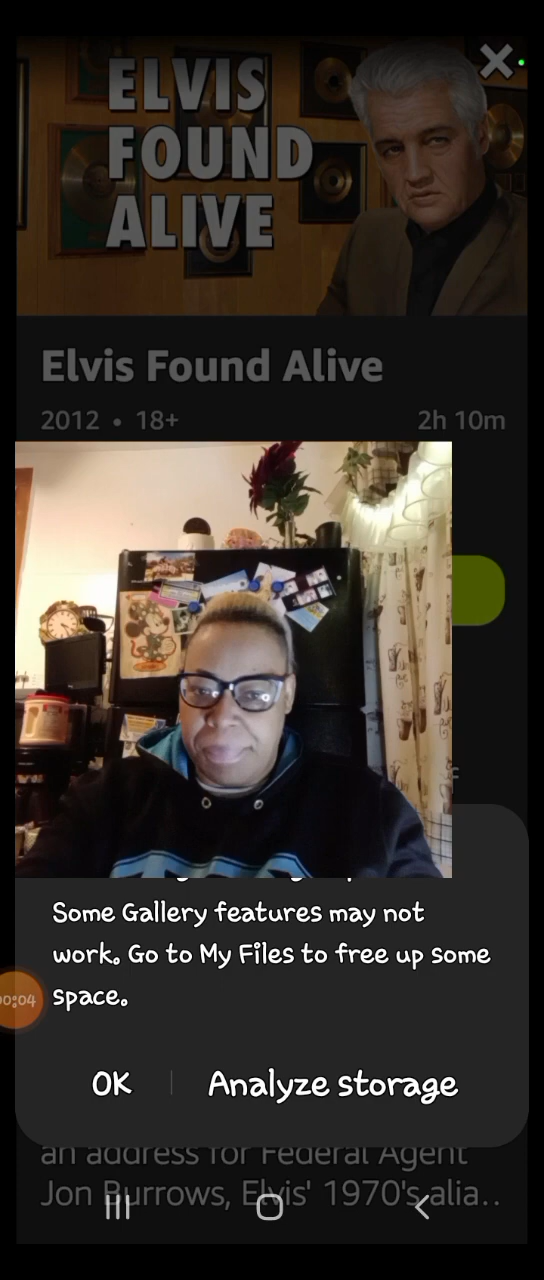 ELVIS
FOUND
ALIVE
Elvis Found Alive
2012 • 18+ 2h 10m
Some Gallery features may not
work. Go to My Files to free up some
space.
00:04
OK | Analyze storage
an address for Federal Agent
Jon Burrows, Elvis' 1970's alia..